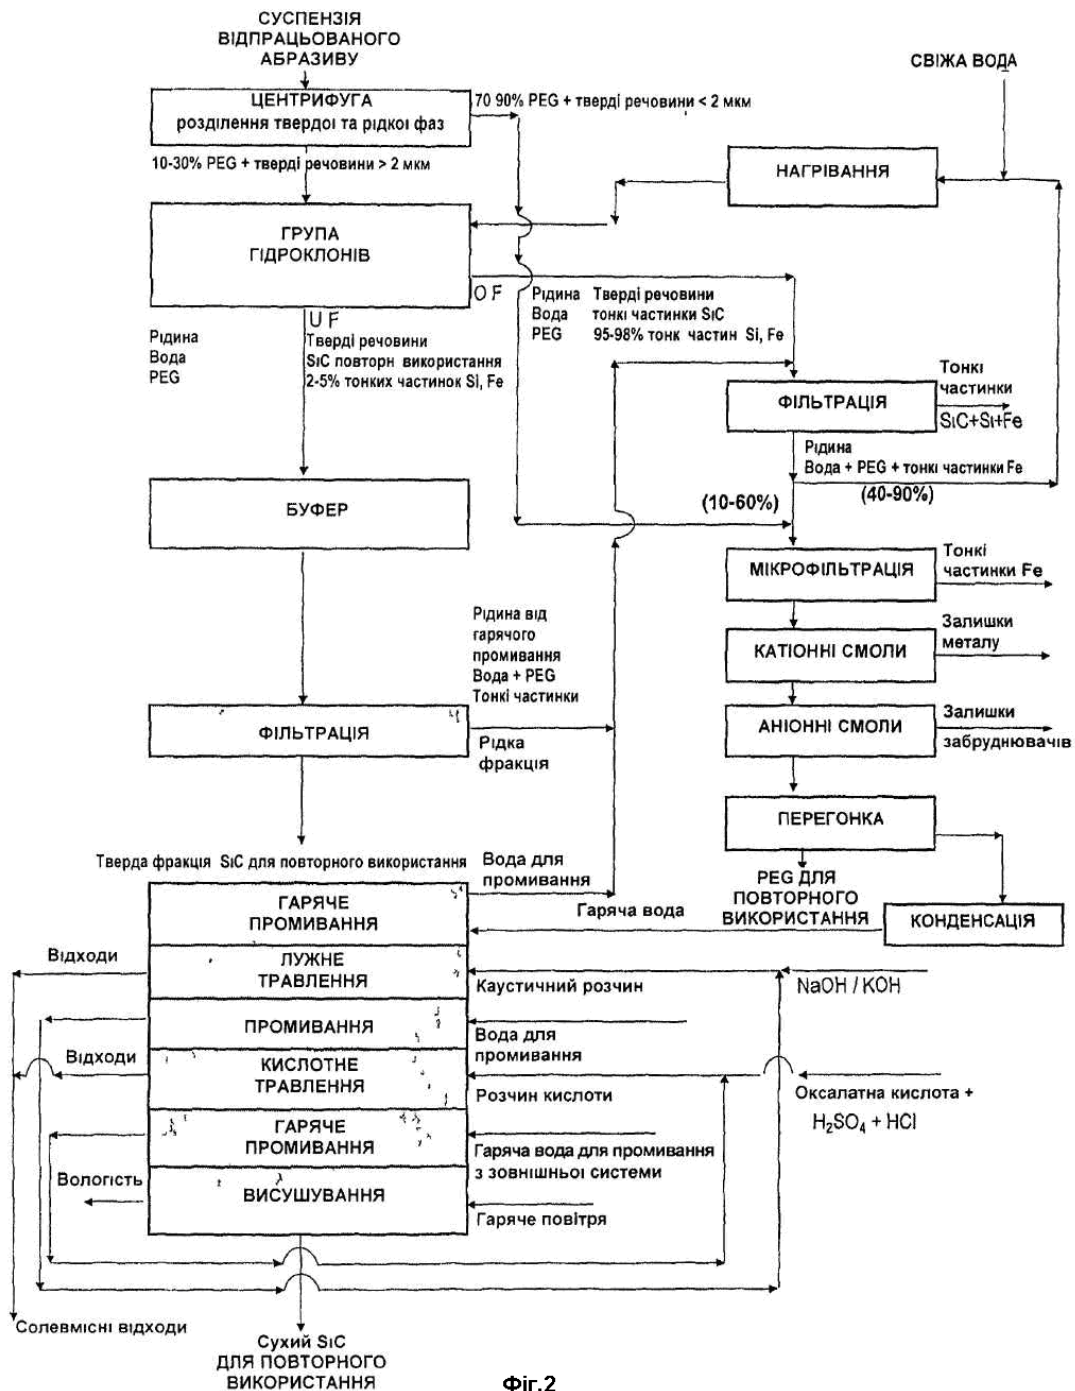 СУСПЕНЗІЯ
ВІДПРАЦЬОВАНОГО
АБРАЗИВУ
СВІЖА ВОДА
ЦЕНТРИФУГА
розділення твердої та рідкої фаз
70 90% PEG + тверді речовини < 2 мкм
10-30% PEG + тверді речовини > 2 мкм
НАГРІВАННЯ
ГРУПА
ГІДРОКЛОНІВ
OF
Рідина Тверді речовини
Вода тонкі частинки SiC
PEG 95-98% тонк частин Si, Fe
UF
Рідина
Вода
PEG
Тверді речовини
SiC повторн використання
2-5% тонких частинок Si, Fe
ФІЛЬТРАЦІЯ
Тонкі
частинки
SiC+Si+Fe
Рідина
Вода + PEG + тонкі частинки Fe
(10-60%)
(40-90%)
БУФЕР
МІКРОФІЛЬТРАЦІЯ
Тонкі
частинки Fe
Рідина від
гарячого
промивання
Вода + PEG
Тонкі частинки
КАТІОННІ СМОЛИ
Залишки
металу
ФІЛЬТРАЦІЯ
Рідка
фракція
АНІОННІ СМОЛИ
Залишки
забруднювачів
ПЕРЕГОНКА
Тверда фракція SiC для повторного використання
Вода для
промивання
PEG ДЛЯ
ПОВТОРНОГО
ВИКОРИСТАННЯ
КОНДЕНСАЦІЯ
ГАРЯЧЕ
ПРОМИВАННЯ
Гаряча вода
Відходи
ЛУЖНЕ
ТРАВЛЕННЯ
Каустичний розчин
NaOH / KOH
ПРОМИВАННЯ
Вода для
промивання
Відходи
КИСЛОТНЕ
ТРАВЛЕННЯ
Розчин кислоти
Оксалатна кислота +
H₂SO₄ + HCl
ГАРЯЧЕ
ПРОМИВАННЯ
Гаряча вода для промивання
з зовнішньої системи
Вологість
ВИСУШУВАННЯ
Гаряче повітря
Солевмісні відходи
Сухий SiC
ДЛЯ ПОВТОРНОГО
ВИКОРИСТАННЯ
Фіг.2